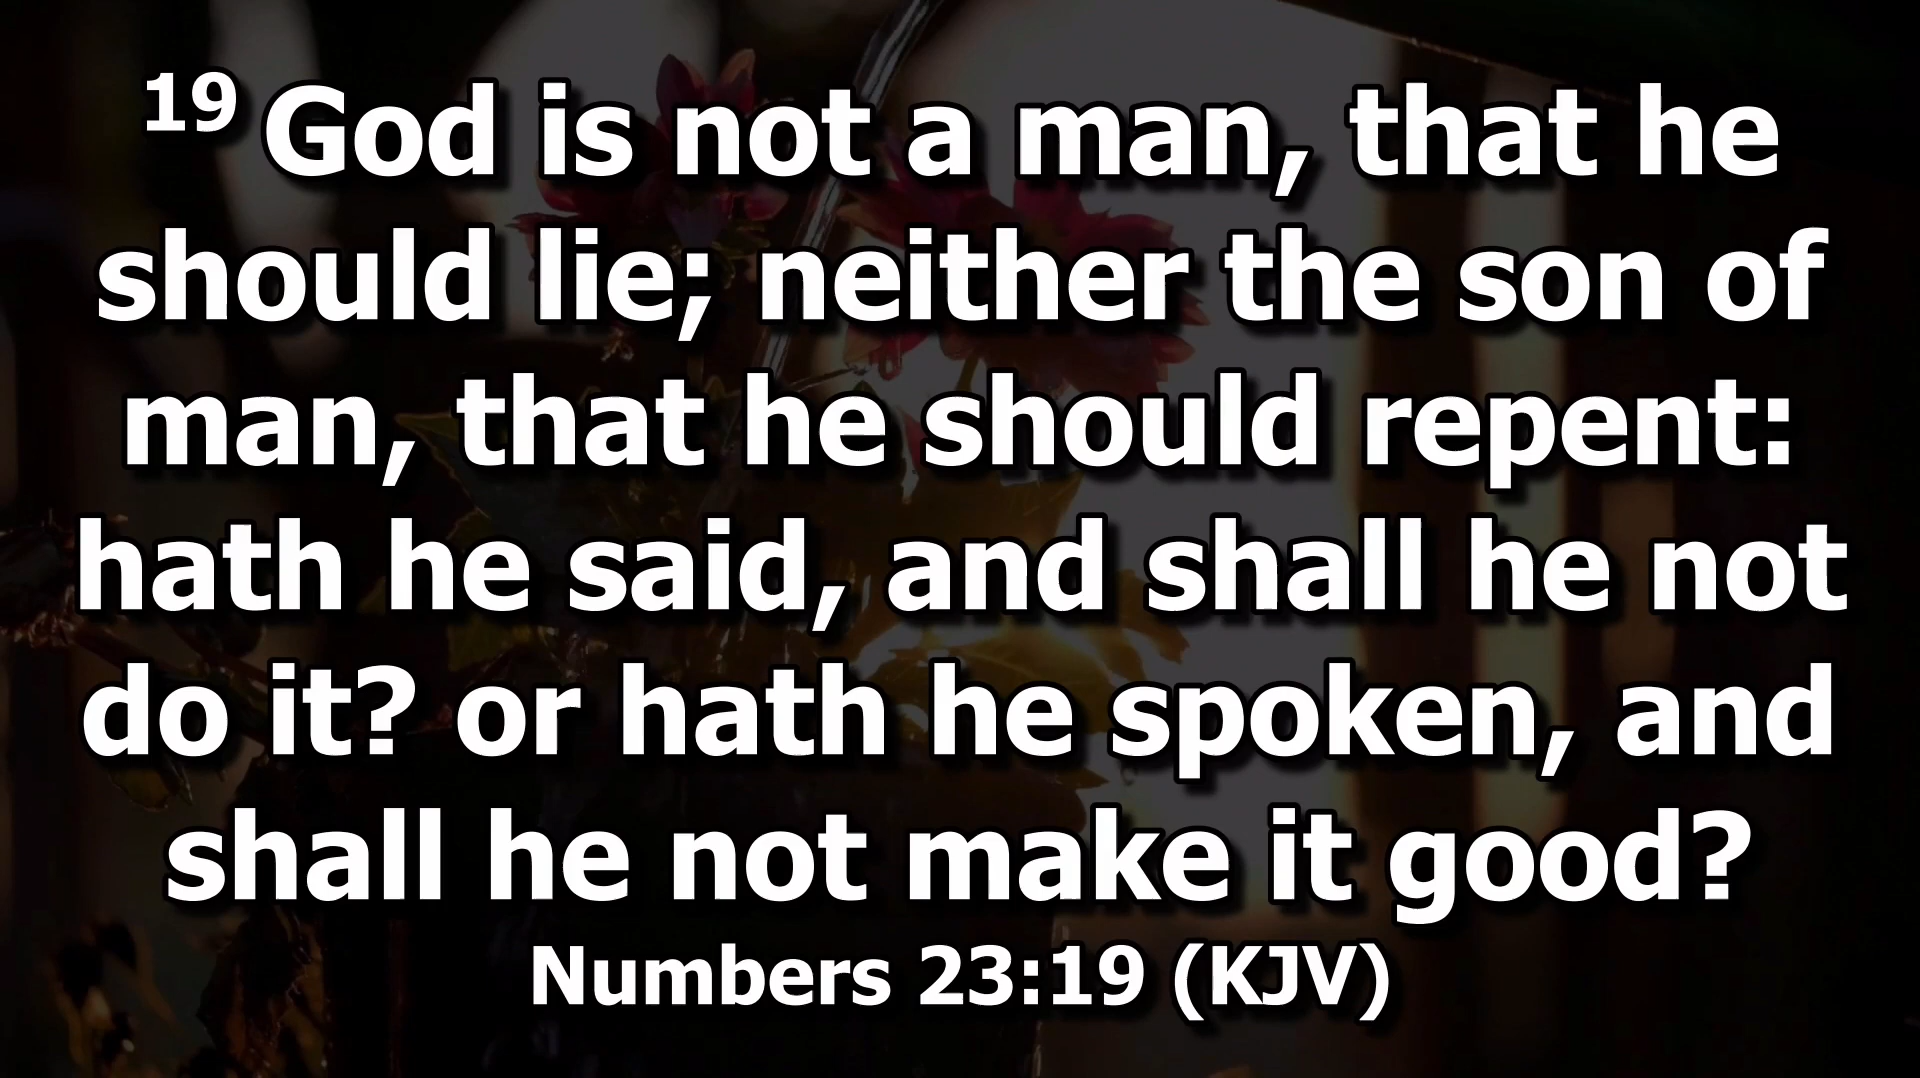 19 God is not a man, that he
should lie; neither the son of
man, that he should repent:
hath he said, and shall he not
do it? or hath he spoken, and
shall he not make it good?
Numbers 23:19 (KJV)